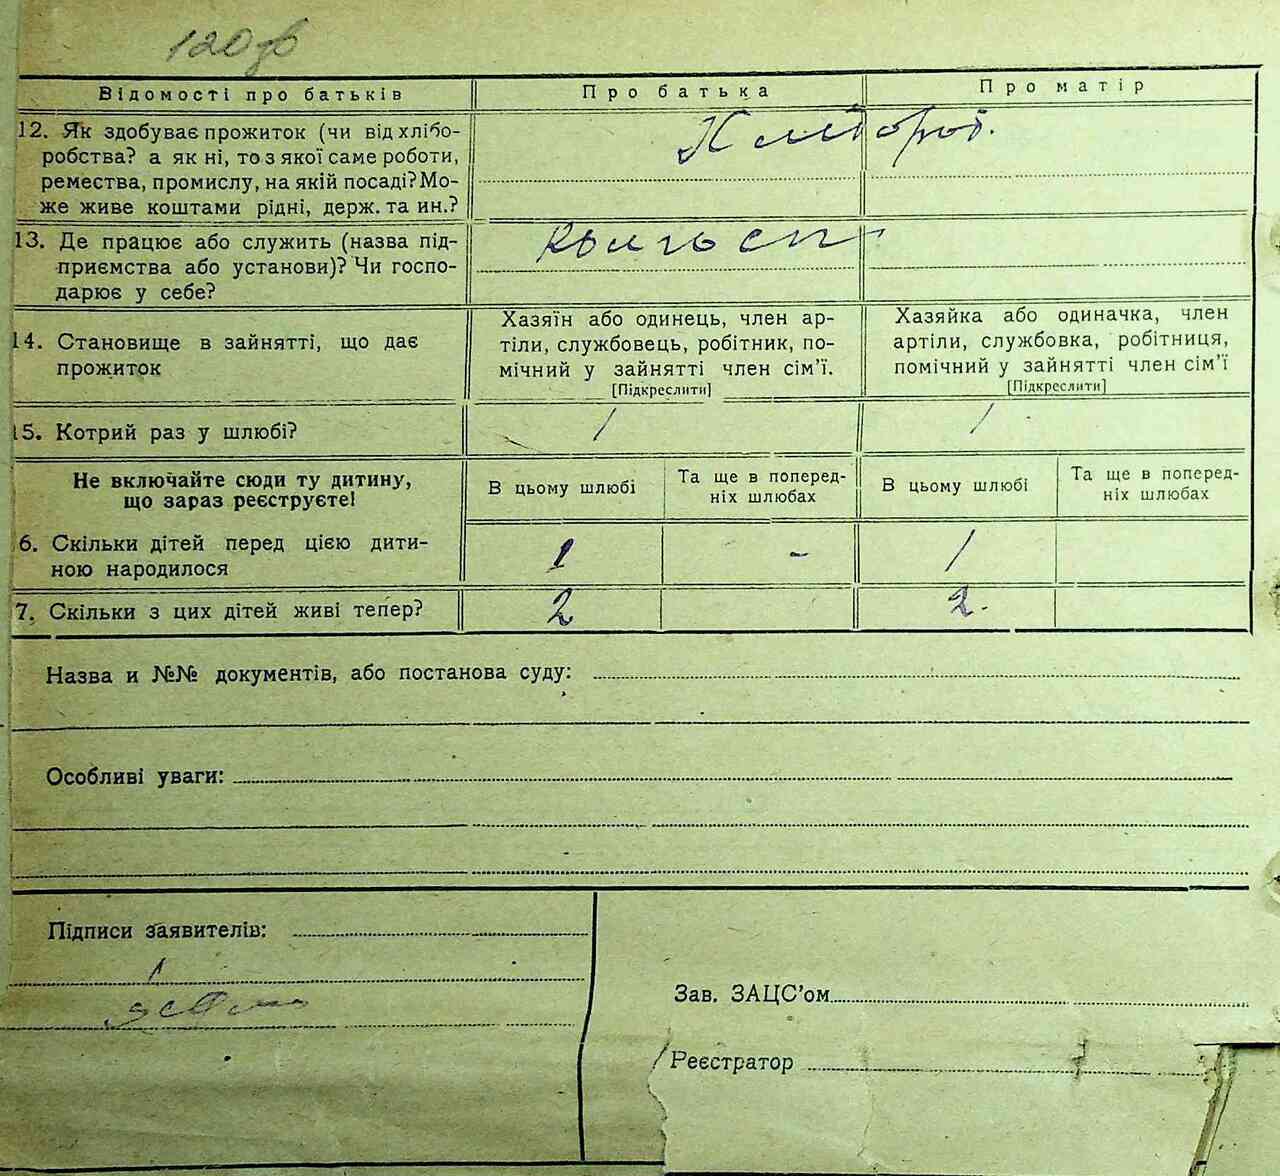 120 зв
Відомості про батьків
Про батька
Про матір
12. Як здобуває прожиток (чи від хлібо-
робства? а як ні, то з якої саме роботи,
ремества, промислу, на якій посаді? Мо-
же живе коштами рідні, держ. та ин.?
Хлібороб.
13. Де працює або служить (назва під-
приємства або установи)? Чи госпо-
дарює у себе?
14. Становище в зайнятті, що дає
прожиток
Хазяїн або одинець, член ар-
тіли, службовець, робітник, по-
мічний у зайнятті член сім'ї.
[Підкреслити]
Хазяйка або одиначка, член
артіли, службовка, робітниця,
помічний у зайнятті член сім'ї
[Підкреслити]
15. Котрий раз у шлюбі?
1
1
Не включайте сюди ту дитину,
що зараз реєструєте!
В цьому шлюбі
Та ще в поперед-
ніх шлюбах
В цьому шлюбі
Та ще в поперед-
ніх шлюбах
6. Скільки дітей перед цією дити-
ною народилося
1
-
1
7. Скільки з цих дітей живі тепер?
2
2.
Назва и №№ документів, або постанова суду:
Особливі уваги:
Підписи заявителів:
Зав. ЗАЦС'ом
Реєстратор